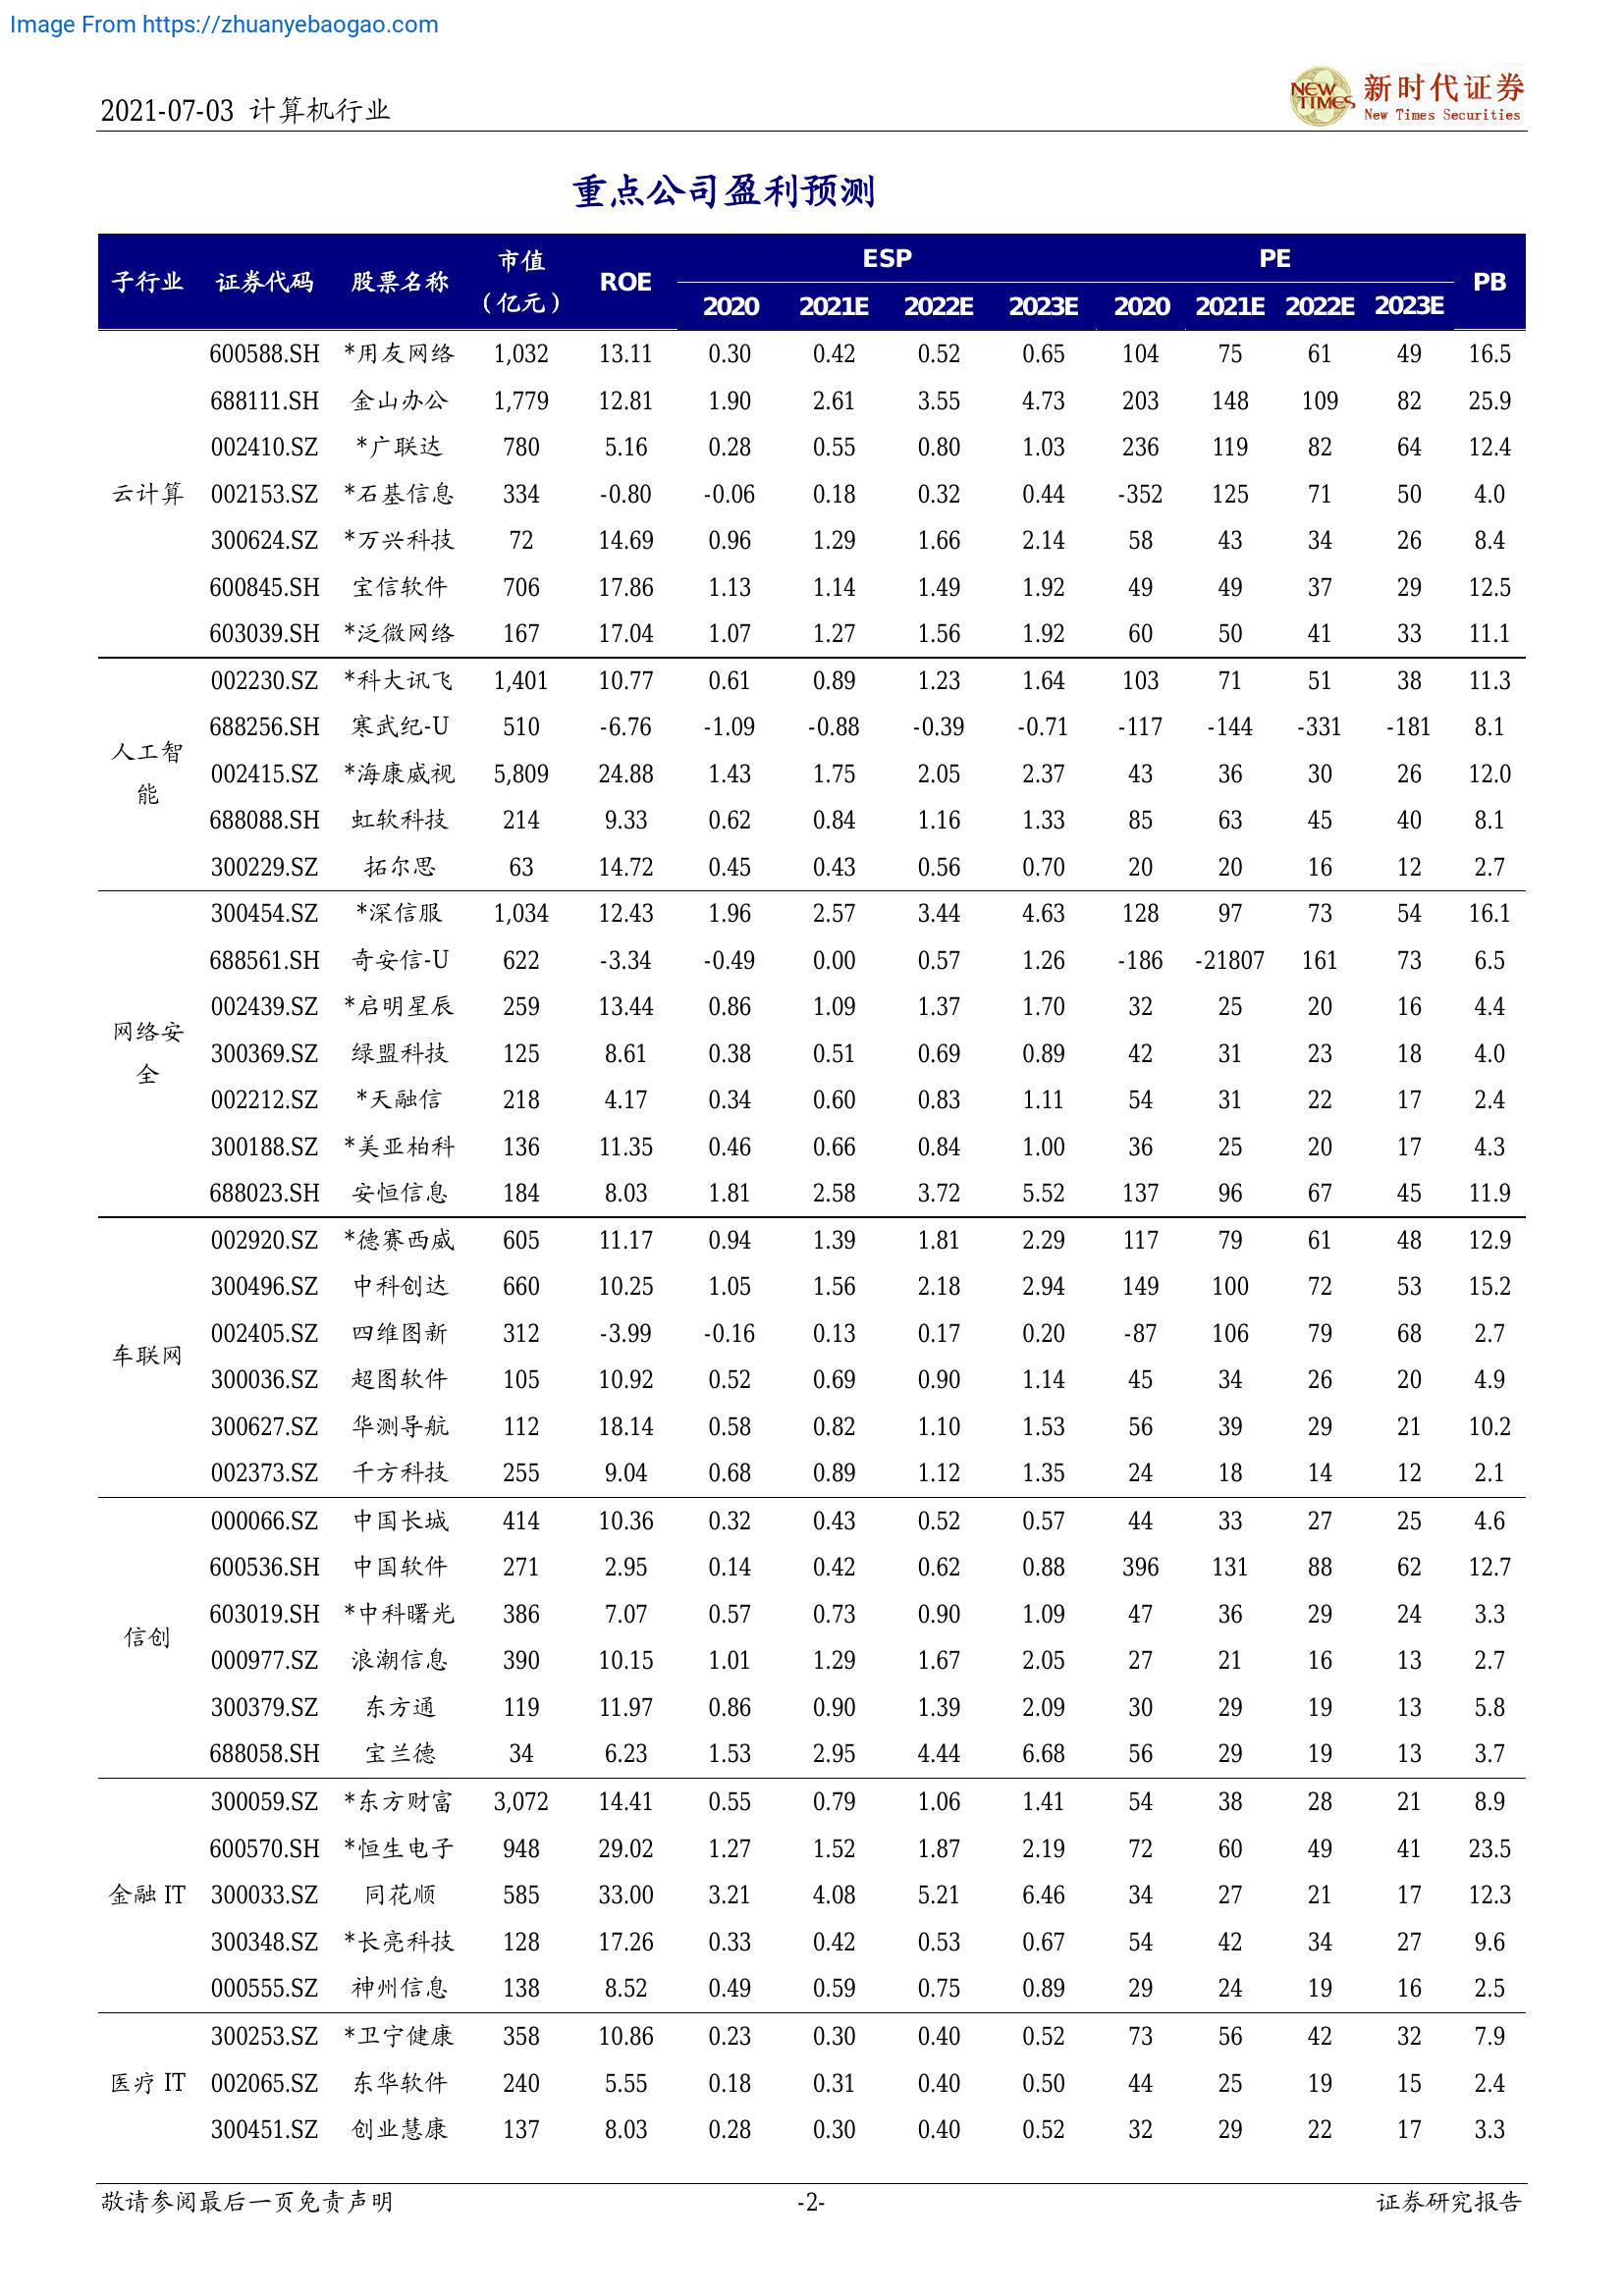 Image From https://zhuanyebaogao.com
2021-07-03 计算机行业
NEW TIMES 新时代证券
New Times Securities
重点公司盈利预测
子行业 证券代码 股票名称 市值（亿元） ROE ESP PE PB
2020 2021E 2022E 2023E 2020 2021E 2022E 2023E
云计算
600588.SH *用友网络 1,032 13.11 0.30 0.42 0.52 0.65 104 75 61 49 16.5
688111.SH 金山办公 1,779 12.81 1.90 2.61 3.55 4.73 203 148 109 82 25.9
002410.SZ *广联达 780 5.16 0.28 0.55 0.80 1.03 236 119 82 64 12.4
002153.SZ *石基信息 334 -0.80 -0.06 0.18 0.32 0.44 -352 125 71 50 4.0
300624.SZ *万兴科技 72 14.69 0.96 1.29 1.66 2.14 58 43 34 26 8.4
600845.SH 宝信软件 706 17.86 1.13 1.14 1.49 1.92 49 49 37 29 12.5
603039.SH *泛微网络 167 17.04 1.07 1.27 1.56 1.92 60 50 41 33 11.1
人工智能
002230.SZ *科大讯飞 1,401 10.77 0.61 0.89 1.23 1.64 103 71 51 38 11.3
688256.SH 寒武纪-U 510 -6.76 -1.09 -0.88 -0.39 -0.71 -117 -144 -331 -181 8.1
002415.SZ *海康威视 5,809 24.88 1.43 1.75 2.05 2.37 43 36 30 26 12.0
688088.SH 虹软科技 214 9.33 0.62 0.84 1.16 1.33 85 63 45 40 8.1
300229.SZ 拓尔思 63 14.72 0.45 0.43 0.56 0.70 20 20 16 12 2.7
网络安全
300454.SZ *深信服 1,034 12.43 1.96 2.57 3.44 4.63 128 97 73 54 16.1
688561.SH 奇安信-U 622 -3.34 -0.49 0.00 0.57 1.26 -186 -21807 161 73 6.5
002439.SZ *启明星辰 259 13.44 0.86 1.09 1.37 1.70 32 25 20 16 4.4
300369.SZ 绿盟科技 125 8.61 0.38 0.51 0.69 0.89 42 31 23 18 4.0
002212.SZ *天融信 218 4.17 0.34 0.60 0.83 1.11 54 31 22 17 2.4
300188.SZ *美亚柏科 136 11.35 0.46 0.66 0.84 1.00 36 25 20 17 4.3
688023.SH 安恒信息 184 8.03 1.81 2.58 3.72 5.52 137 96 67 45 11.9
车联网
002920.SZ *德赛西威 605 11.17 0.94 1.39 1.81 2.29 117 79 61 48 12.9
300496.SZ 中科创达 660 10.25 1.05 1.56 2.18 2.94 149 100 72 53 15.2
002405.SZ 四维图新 312 -3.99 -0.16 0.13 0.17 0.20 -87 106 79 68 2.7
300036.SZ 超图软件 105 10.92 0.52 0.69 0.90 1.14 45 34 26 20 4.9
300627.SZ 华测导航 112 18.14 0.58 0.82 1.10 1.53 56 39 29 21 10.2
002373.SZ 千方科技 255 9.04 0.68 0.89 1.12 1.35 24 18 14 12 2.1
信创
000066.SZ 中国长城 414 10.36 0.32 0.43 0.52 0.57 44 33 27 25 4.6
600536.SH 中国软件 271 2.95 0.14 0.42 0.62 0.88 396 131 88 62 12.7
603019.SH *中科曙光 386 7.07 0.57 0.73 0.90 1.09 47 36 29 24 3.3
000977.SZ 浪潮信息 390 10.15 1.01 1.29 1.67 2.05 27 21 16 13 2.7
300379.SZ 东方通 119 11.97 0.86 0.90 1.39 2.09 30 29 19 13 5.8
688058.SH 宝兰德 34 6.23 1.53 2.95 4.44 6.68 56 29 19 13 3.7
金融 IT
300059.SZ *东方财富 3,072 14.41 0.55 0.79 1.06 1.41 54 38 28 21 8.9
600570.SH *恒生电子 948 29.02 1.27 1.52 1.87 2.19 72 60 49 41 23.5
300033.SZ 同花顺 585 33.00 3.21 4.08 5.21 6.46 34 27 21 17 12.3
300348.SZ *长亮科技 128 17.26 0.33 0.42 0.53 0.67 54 42 34 27 9.6
000555.SZ 神州信息 138 8.52 0.49 0.59 0.75 0.89 29 24 19 16 2.5
医疗 IT
300253.SZ *卫宁健康 358 10.86 0.23 0.30 0.40 0.52 73 56 42 32 7.9
002065.SZ 东华软件 240 5.55 0.18 0.31 0.40 0.50 44 25 19 15 2.4
300451.SZ 创业慧康 137 8.03 0.28 0.30 0.40 0.52 32 29 22 17 3.3
敬请参阅最后一页免责声明 -2- 证券研究报告